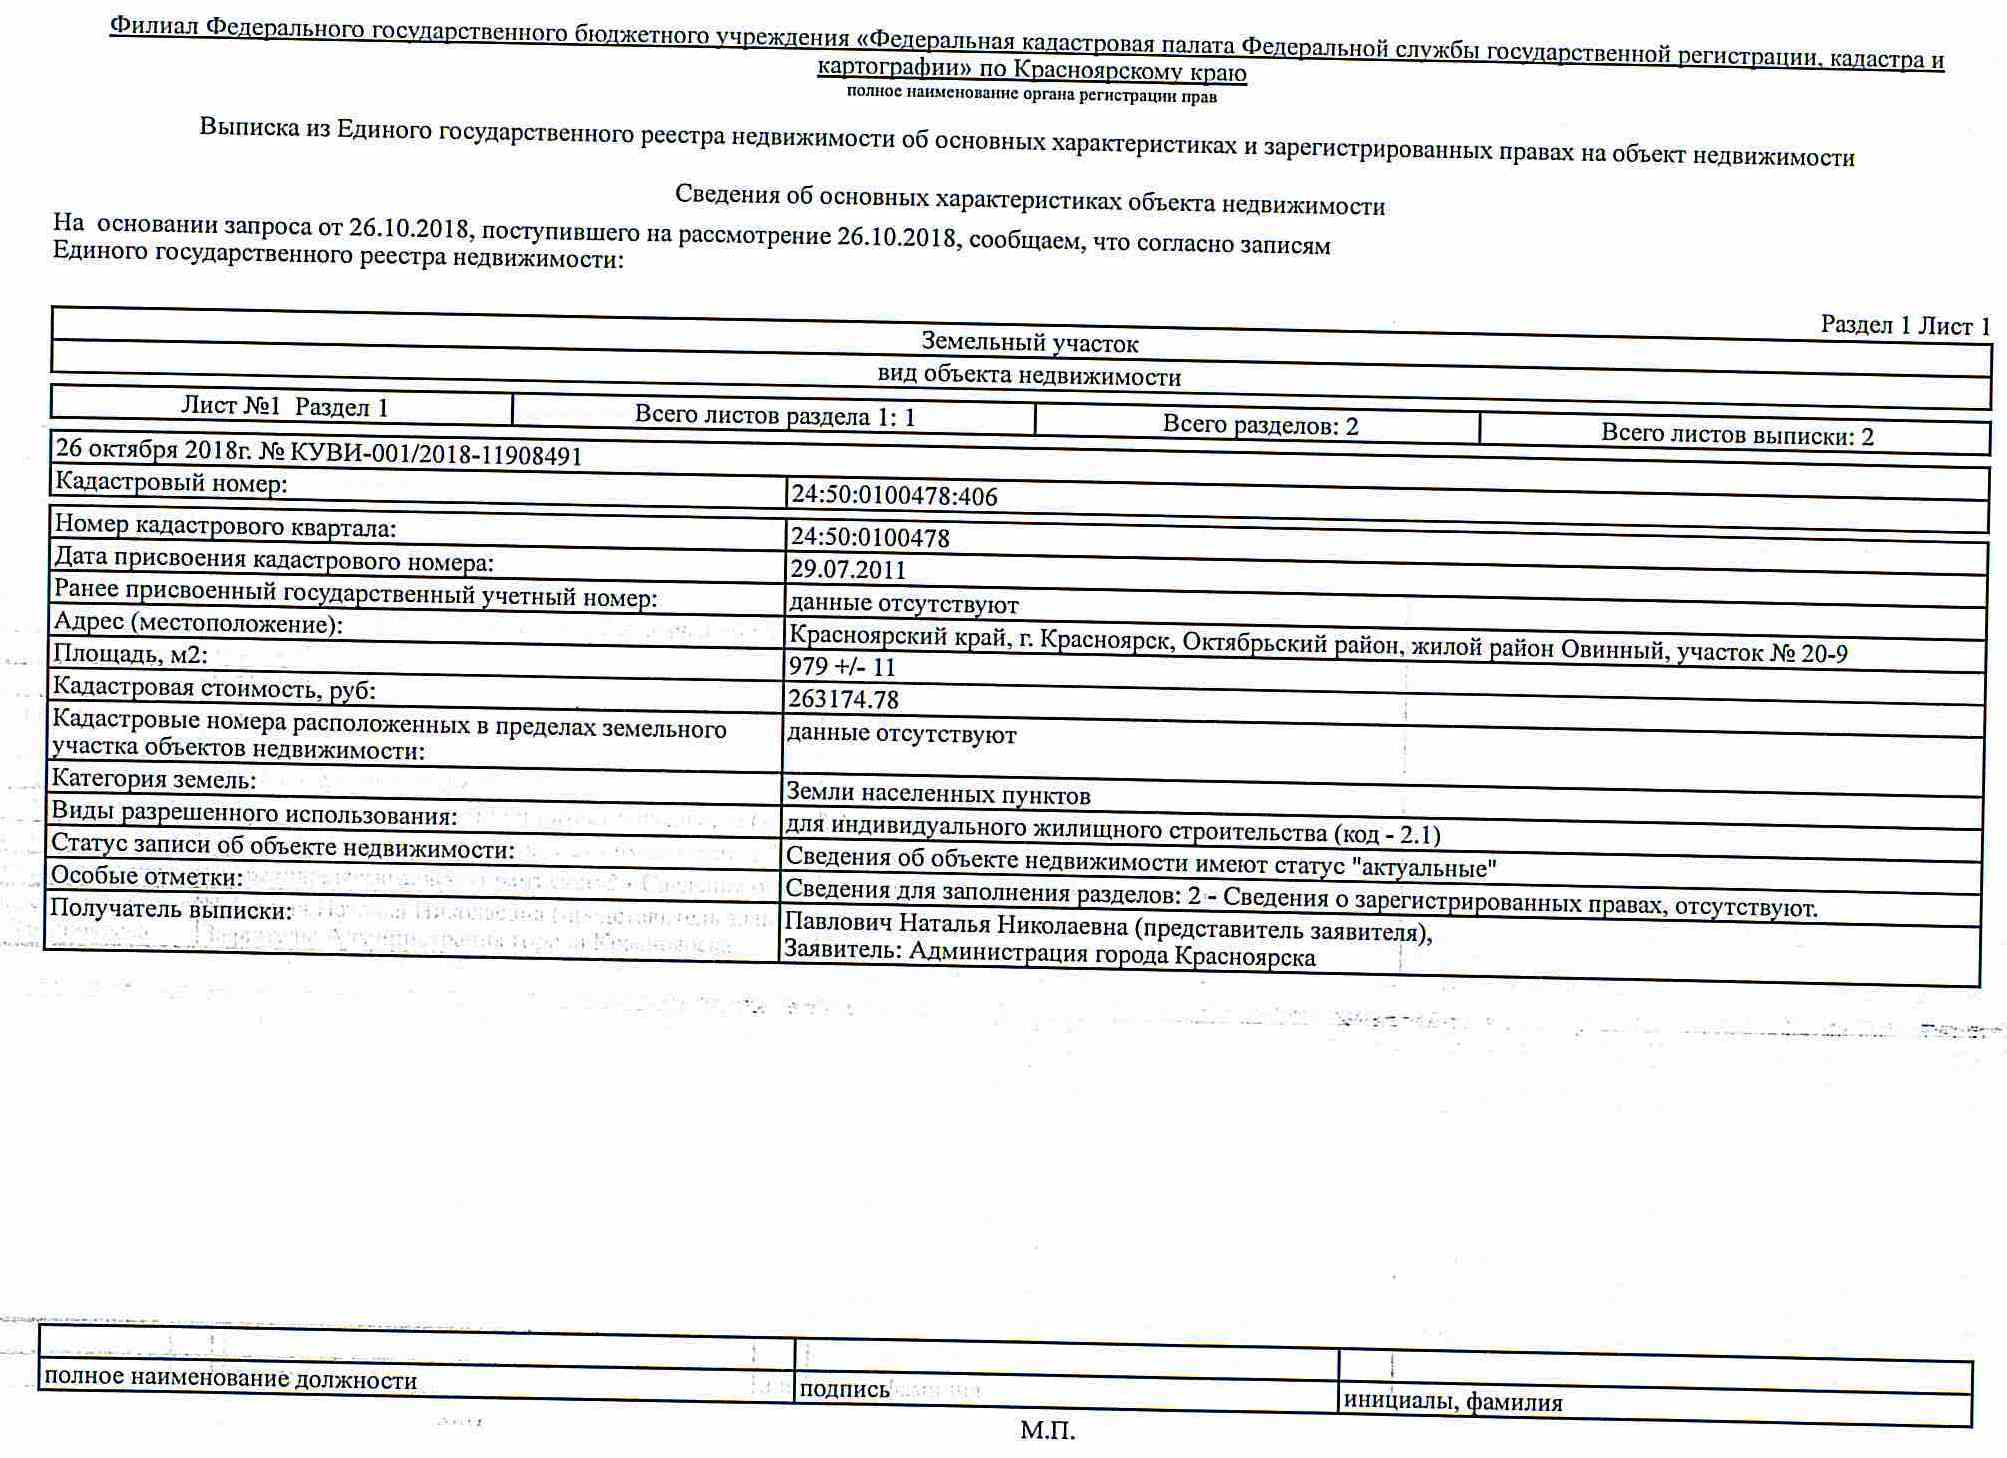 Филиал Федерального государственного бюджетного учреждения «Федеральная кадастровая палата Федеральной службы государственной регистрации, кадастра и
картографии» по Красноярскому краю
полное наименование органа регистрации прав
Выписка из Единого государственного реестра недвижимости об основных характеристиках и зарегистрированных правах на объект недвижимости
Сведения об основных характеристиках объекта недвижимости
На основании запроса от 26.10.2018, поступившего на рассмотрение 26.10.2018, сообщаем, что согласно записям
Единого государственного реестра недвижимости:
Раздел 1 Лист 1
Земельный участок
вид объекта недвижимости
Лист №1 Раздел 1 Всего листов раздела 1: 1 Всего разделов: 2 Всего листов выписки: 2
26 октября 2018г. № КУВИ-001/2018-11908491
Кадастровый номер: 24:50:0100478:406
Номер кадастрового квартала: 24:50:0100478
Дата присвоения кадастрового номера: 29.07.2011
Ранее присвоенный государственный учетный номер: данные отсутствуют
Адрес (местоположение): Красноярский край, г. Красноярск, Октябрьский район, жилой район Овинный, участок № 20-9
Площадь, м2: 979 +/- 11
Кадастровая стоимость, руб: 263174.78
Кадастровые номера расположенных в пределах земельного
участка объектов недвижимости: данные отсутствуют
Категория земель: Земли населенных пунктов
Виды разрешенного использования: для индивидуального жилищного строительства (код - 2.1)
Статус записи об объекте недвижимости: Сведения об объекте недвижимости имеют статус "актуальные"
Особые отметки: Сведения для заполнения разделов: 2 - Сведения о зарегистрированных правах, отсутствуют.
Получатель выписки: Павлович Наталья Николаевна (представитель заявителя),
Заявитель: Администрация города Красноярска
полное наименование должности подпись инициалы, фамилия
М.П.